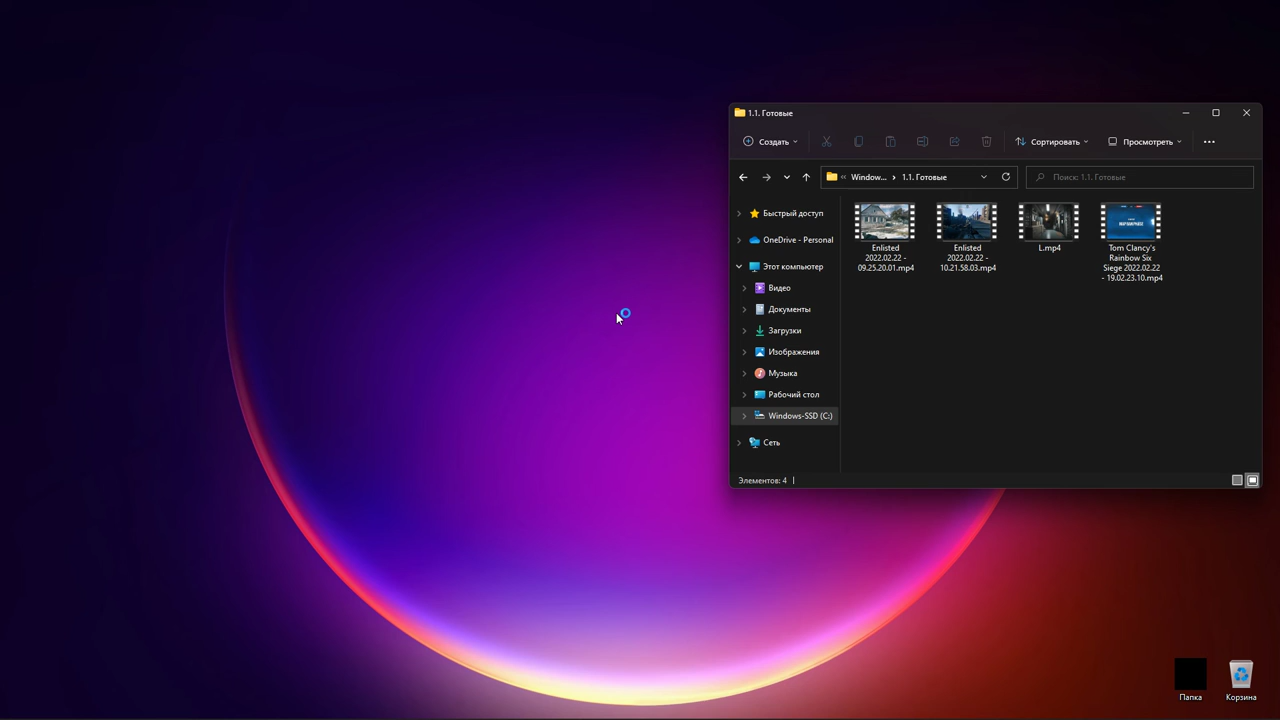 1.1. Готовые
Создать
Сортировать
Просмотреть
Window...
1.1. Готовые
Поиск: 1.1. Готовые
Быстрый доступ
OneDrive - Personal
Этот компьютер
Видео
Документы
Загрузки
Изображения
Музыка
Рабочий стол
Windows-SSD (C:)
Сеть
Enlisted
2022.02.22 -
09.25.20.01.mp4
Enlisted
2022.02.22 -
10.21.58.03.mp4
L.mp4
Tom Clancy's
Rainbow Six
Siege 2022.02.22
- 19.02.23.10.mp4
Элементов: 4
Папка
Корзина